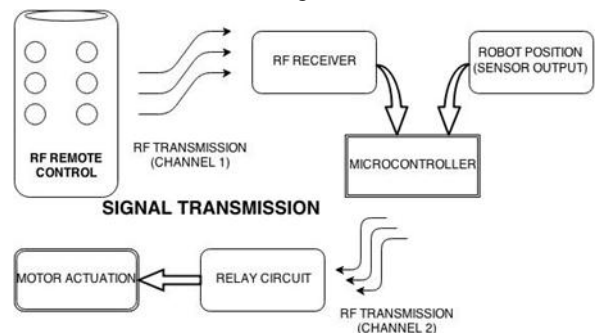 RF RECEIVER
ROBOT POSITION
(SENSOR OUTPUT)
RF REMOTE
CONTROL
RF TRANSMISSION
(CHANNEL 1)
MICROCONTROLLER
SIGNAL TRANSMISSION
MOTOR ACTUATION
RELAY CIRCUIT
RF TRANSMISSION
(CHANNEL 2)